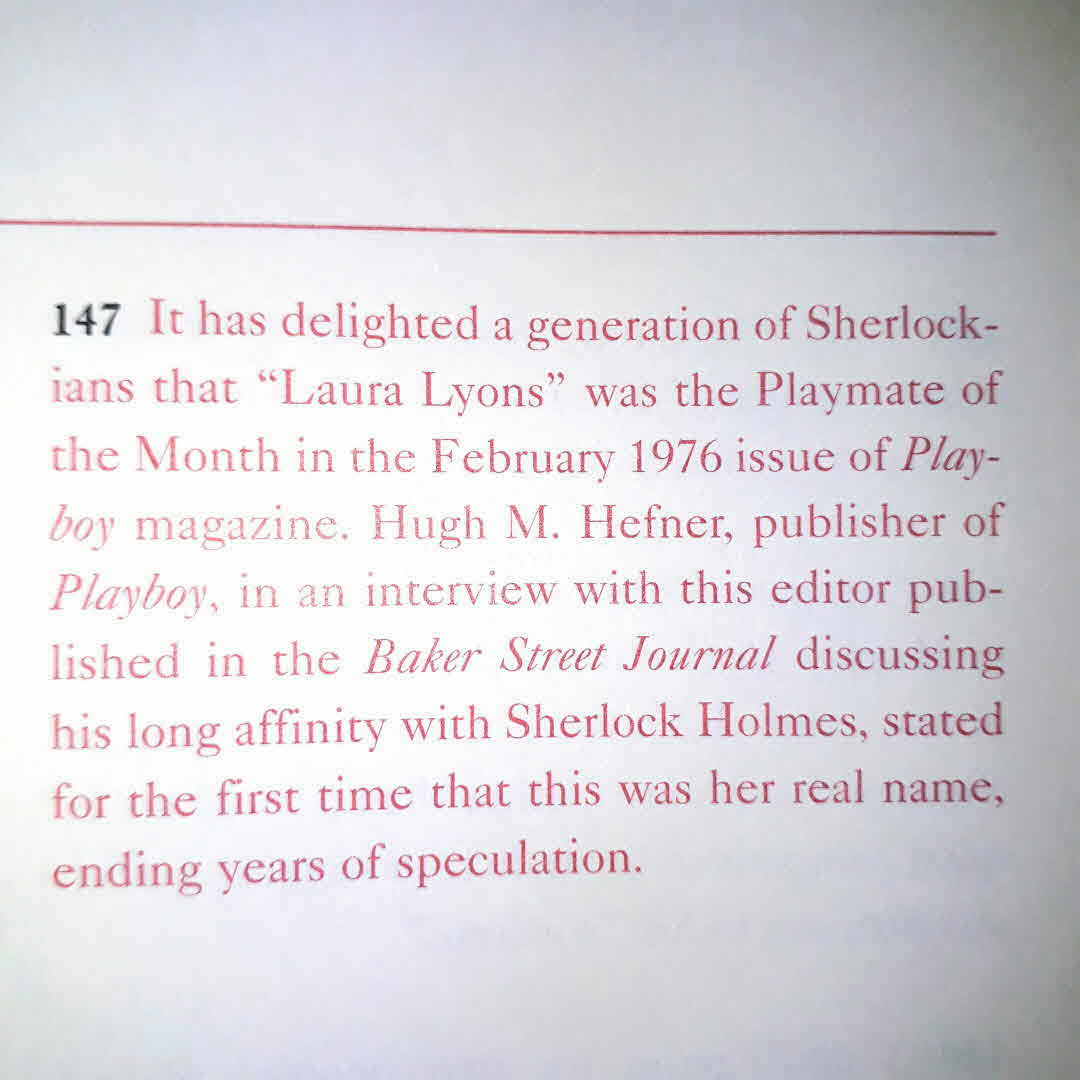 147 It has delighted a generation of Sherlock-
ians that “Laura Lyons” was the Playmate of
the Month in the February 1976 issue of Play-
boy magazine. Hugh M. Hefner, publisher of
Playboy, in an interview with this editor pub-
lished in the Baker Street Journal discussing
his long affinity with Sherlock Holmes, stated
for the first time that this was her real name,
ending years of speculation.